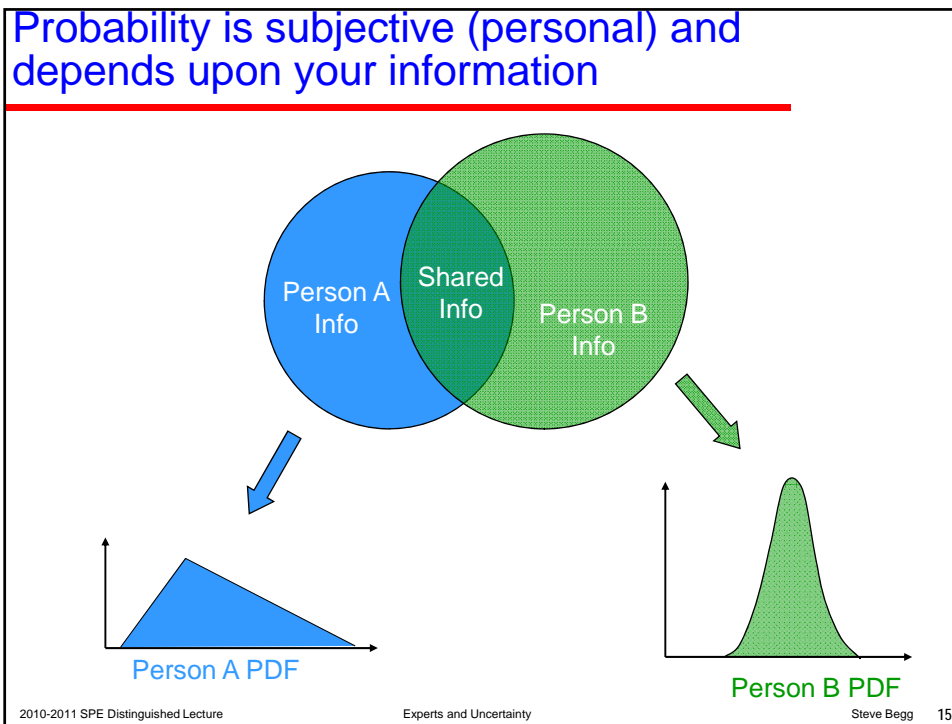 Probability is subjective (personal) and
depends upon your information
Person A
Info
Shared
Info
Person B
Info
Person A PDF
Person B PDF
2010-2011 SPE Distinguished Lecture
Experts and Uncertainty
Steve Begg
15